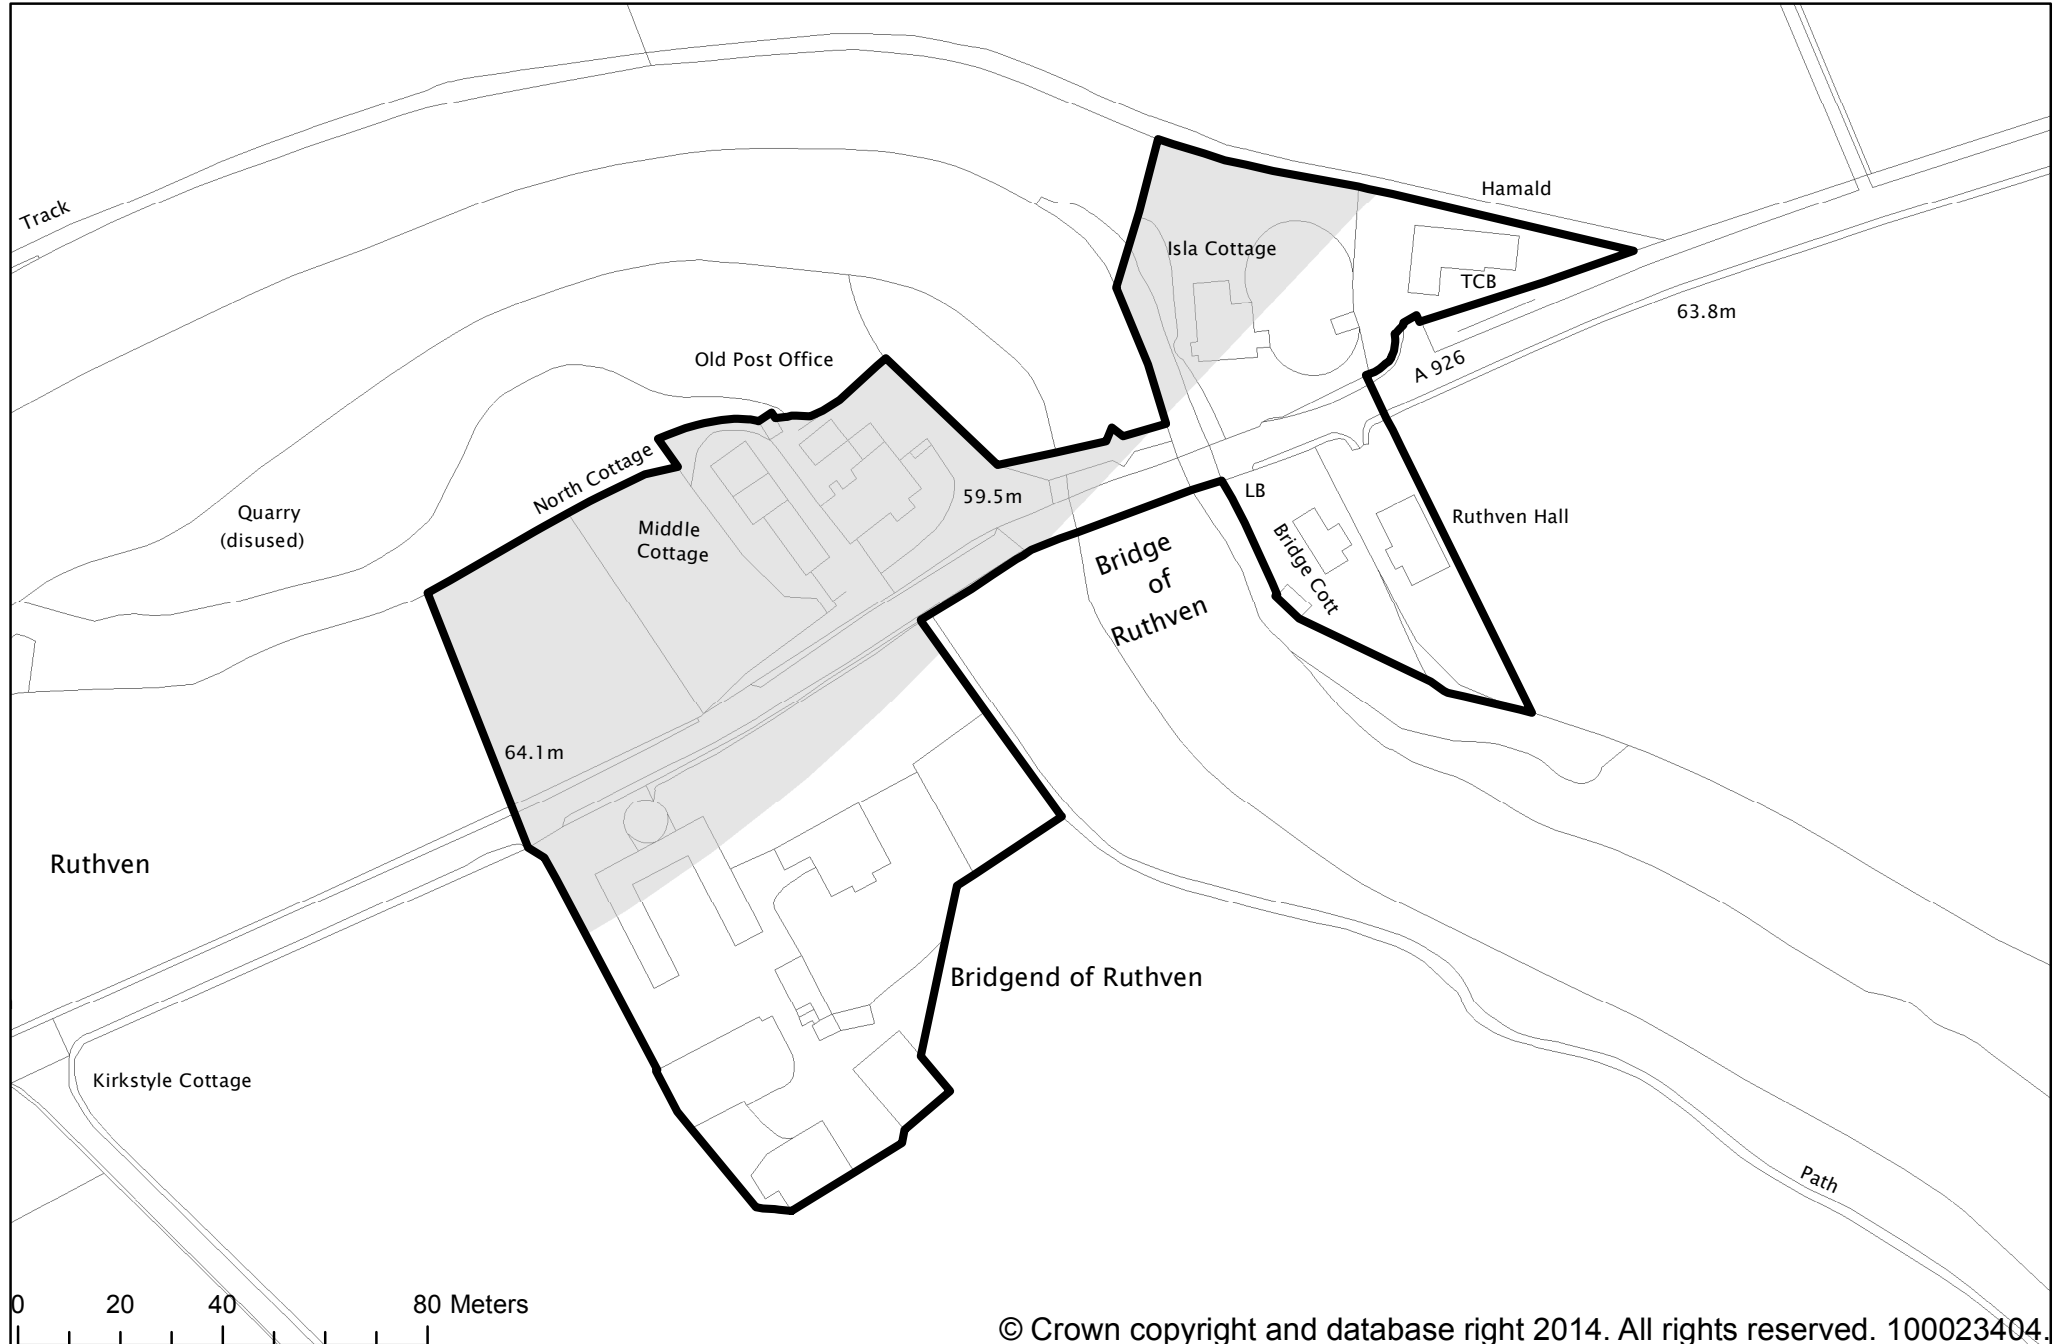 Track
Hamald
Isla Cottage
TCB
63.8m
A 926
Old Post Office
North Cottage
59.5m
LB
Quarry
(disused)
Middle
Cottage
Ruthven Hall
Bridge Cott
Bridge
of
Ruthven
64.1m
Ruthven
Bridgend of Ruthven
Kirkstyle Cottage
Path
0 20 40 80 Meters
© Crown copyright and database right 2014. All rights reserved. 100023404